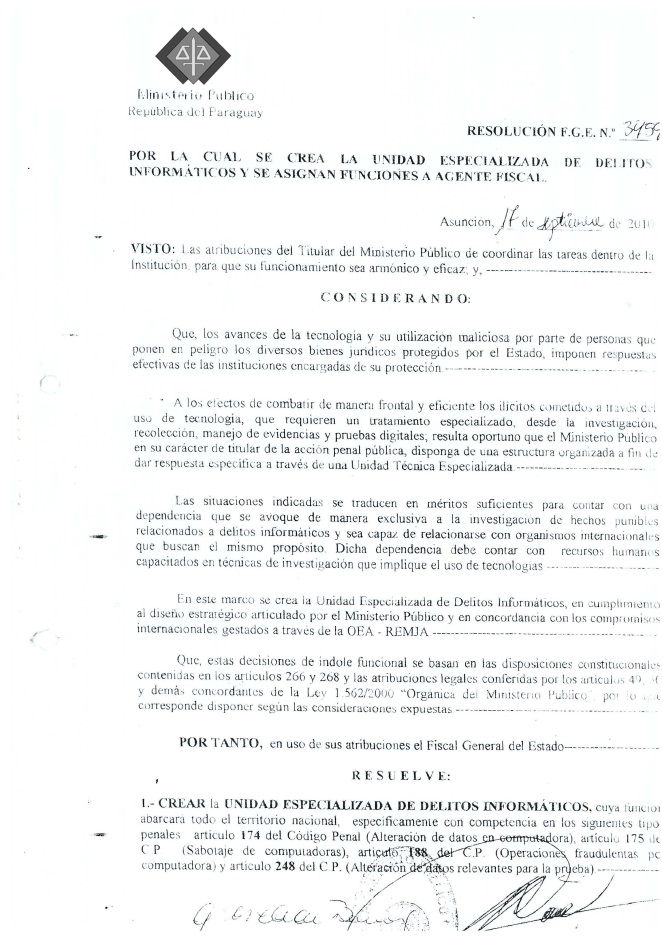 Ministerio Público
República del Paraguay
RESOLUCIÓN F.G.E. N.º 3459
POR LA CUAL SE CREA LA UNIDAD ESPECIALIZADA DE DELITOS
INFORMÁTICOS Y SE ASIGNAN FUNCIONES A AGENTE FISCAL.
Asunción, 17 de septiembre de 2010
VISTO: Las atribuciones del Titular del Ministerio Público de coordinar las tareas dentro de la
Institución, para que su funcionamiento sea armónico y eficaz; y,
CONSIDERANDO:
Que, los avances de la tecnología y su utilización maliciosa por parte de personas que
ponen en peligro los diversos bienes jurídicos protegidos por el Estado, imponen respuestas
efectivas de las instituciones encargadas de su protección
A los efectos de combatir de manera frontal y eficiente los ilícitos cometidos a través del
uso de tecnología, que requieren un tratamiento especializado, desde la investigación,
recolección, manejo de evidencias y pruebas digitales; resulta oportuno que el Ministerio Público
en su carácter de titular de la acción penal pública, disponga de una estructura organizada a fin de
dar respuesta especifica a través de una Unidad Técnica Especializada.
Las situaciones indicadas se traducen en méritos suficientes para contar con una
dependencia que se avoque de manera exclusiva a la investigación de hechos punibles
relacionados a delitos informáticos y sea capaz de relacionarse con organismos internacionales
que buscan el mismo propósito. Dicha dependencia debe contar con recursos humanos
capacitados en técnicas de investigación que implique el uso de tecnologías
En este marco se crea la Unidad Especializada de Delitos Informáticos, en cumplimiento
al diseño estratégico articulado por el Ministerio Público y en concordancia con los compromisos
internacionales gestados a través de la OEA - REMJA
Que, estas decisiones de índole funcional se basan en las disposiciones constitucionales
contenidas en los artículos 266 y 268 y las atribuciones legales conferidas por los artículos 49, 50
y demás concordantes de la Ley 1.562/2000 “Orgánica del Ministerio Publico”, por lo que
corresponde disponer según las consideraciones expuestas
POR TANTO, en uso de sus atribuciones el Fiscal General del Estado
RESUELVE:
1.- CREAR la UNIDAD ESPECIALIZADA DE DELITOS INFORMÁTICOS, cuya función
abarcara todo el territorio nacional, específicamente con competencia en los siguientes tipo
penales artículo 174 del Código Penal (Alteración de datos en computadora), artículo 175 de
C P (Sabotaje de computadoras), artículo 188 del C.P. (Operaciones fraudulentas po
computadora) y artículo 248 del C P. (Alteración de datos relevantes para la prueba)